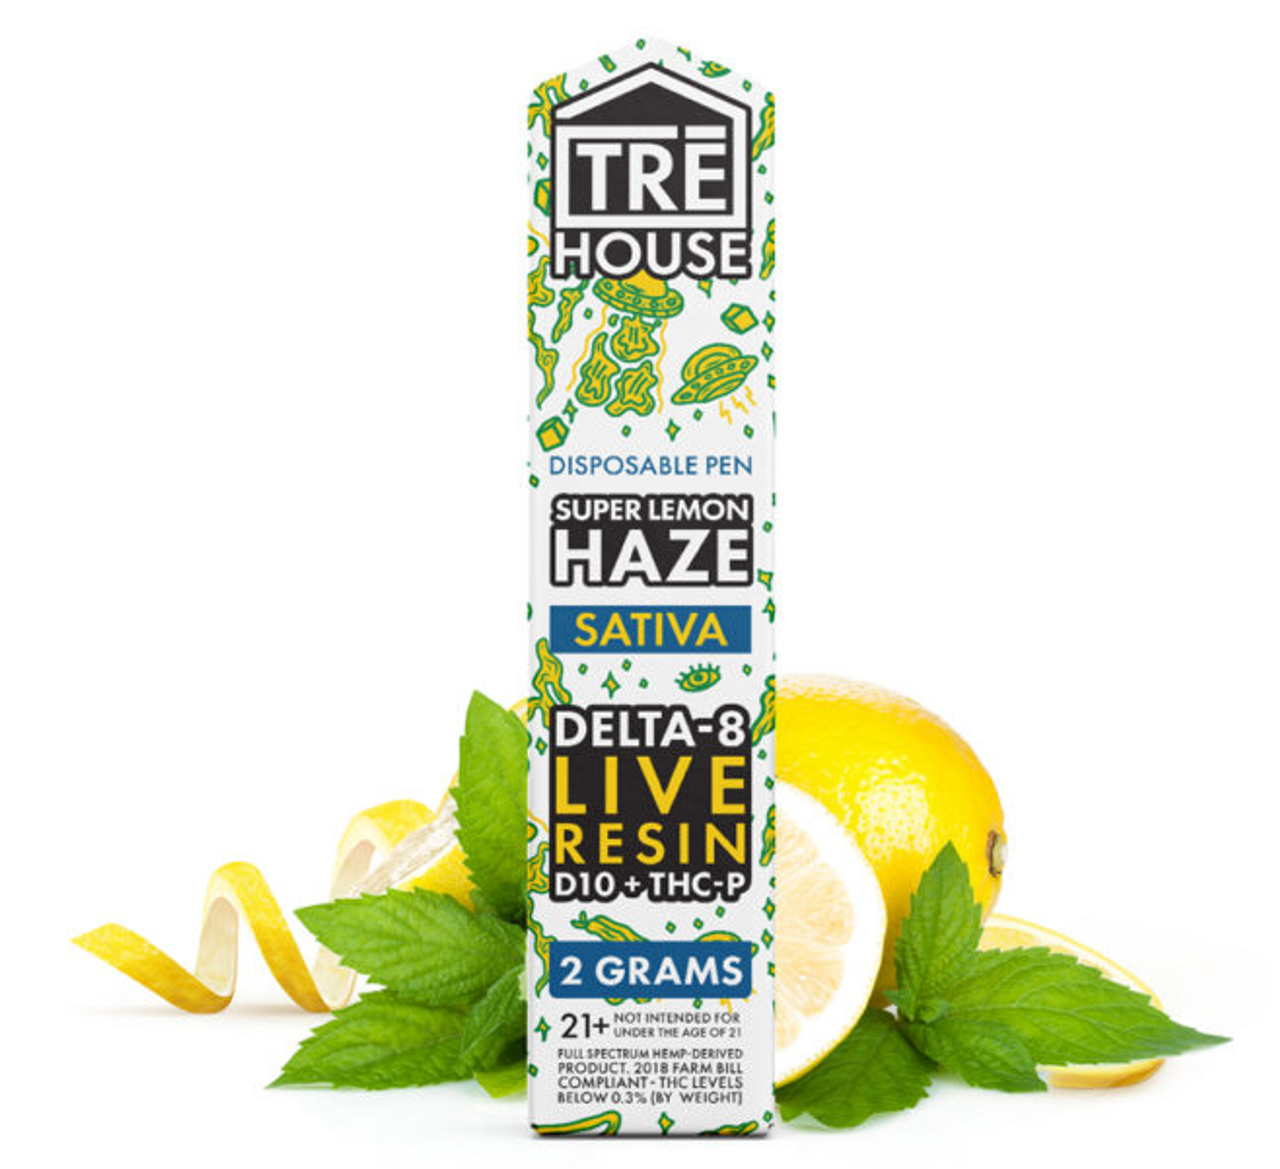 TRĒ
HOUSE
DISPOSABLE PEN
SUPER LEMON
HAZE
SATIVA
DELTA-8
LIVE
RESIN
D10 + THC-P
2 GRAMS
21+ NOT INTENDED FOR
UNDER THE AGE OF 21
FULL SPECTRUM HEMP-DERIVED
PRODUCT. 2018 FARM BILL
COMPLIANT - THC LEVELS
BELOW 0.3% (BY WEIGHT)